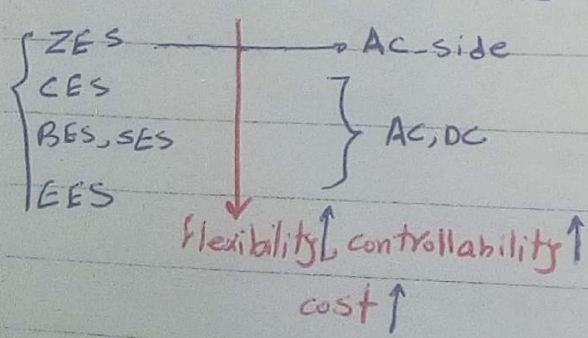 ZES → AC-side
CES
BES, SES } AC, DC
EES
flexibility↑, controllability↑
cost↑